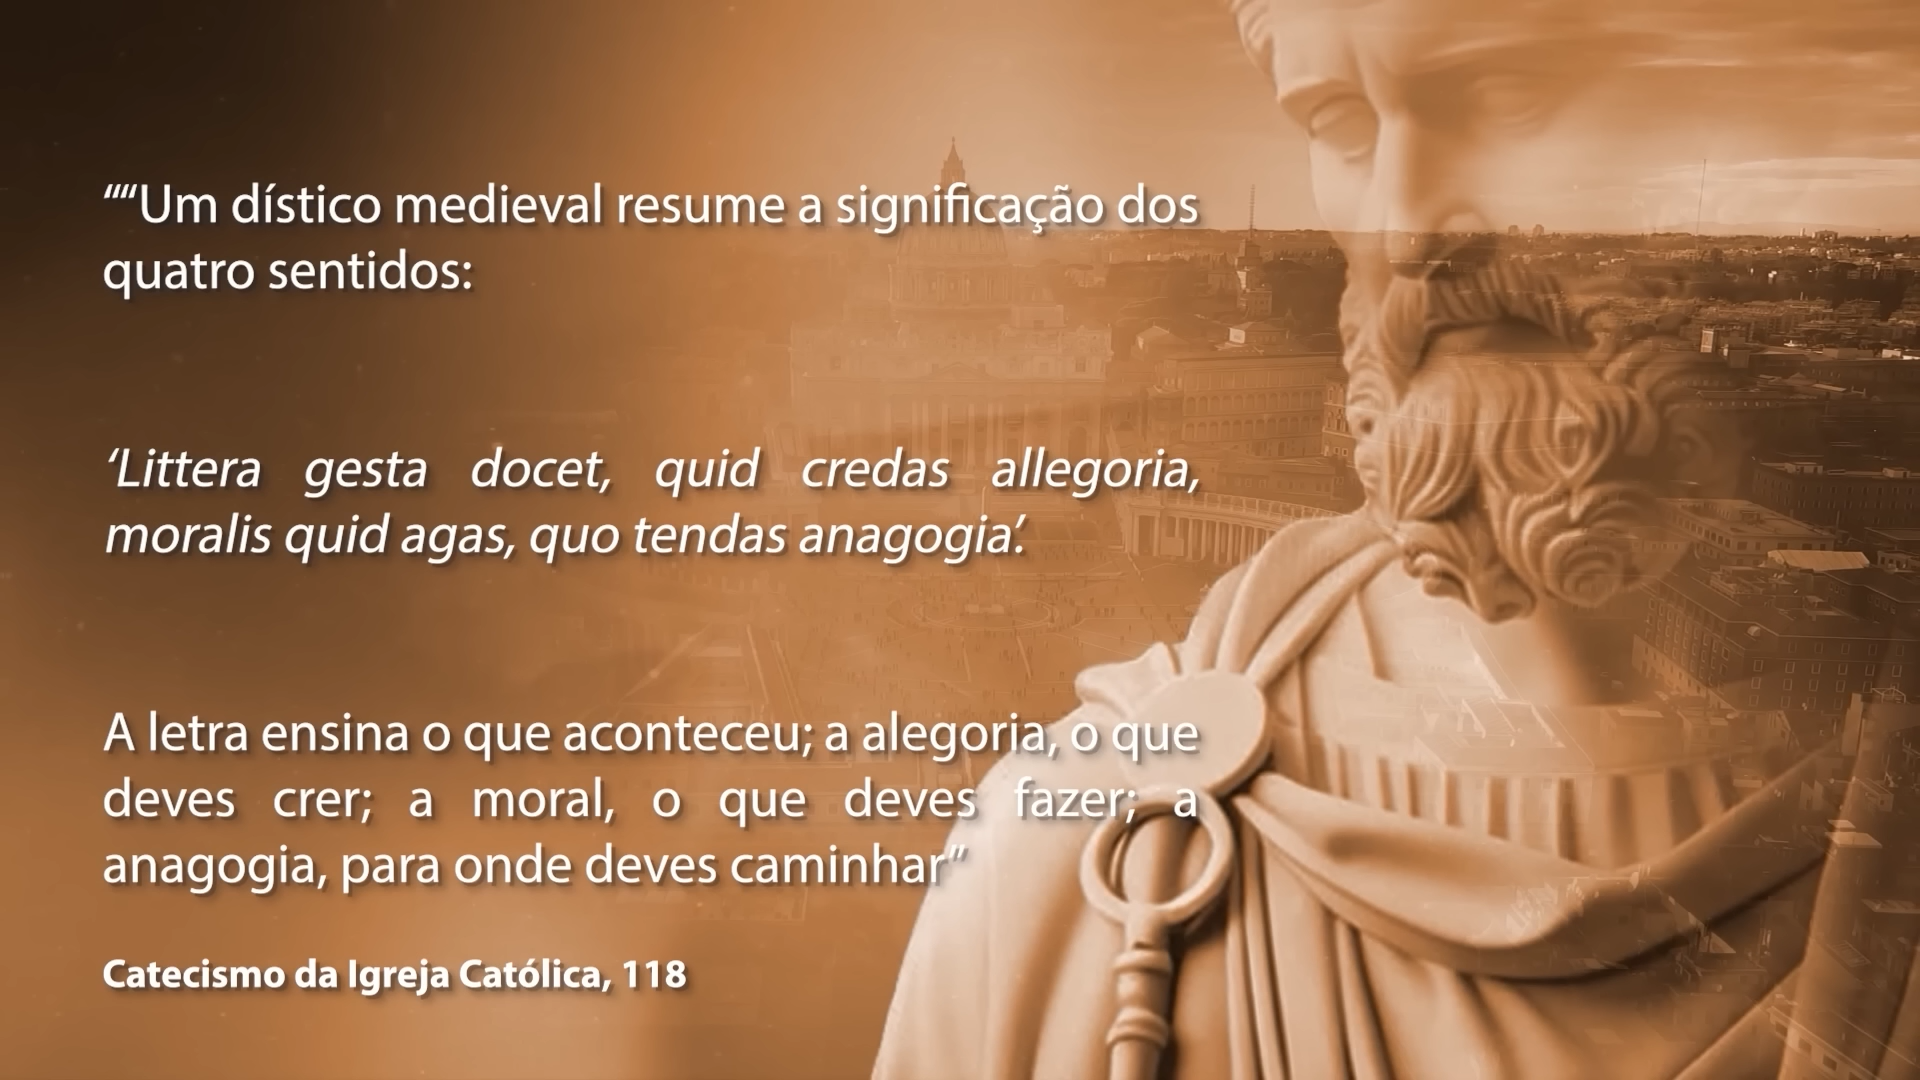 ““Um dístico medieval resume a significação dos
quatro sentidos:
‘Littera gesta docet, quid credas allegoria,
moralis quid agas, quo tendas anagogia’.
A letra ensina o que aconteceu; a alegoria, o que
deves crer; a moral, o que deves fazer; a
anagogia, para onde deves caminhar”
Catecismo da Igreja Católica, 118